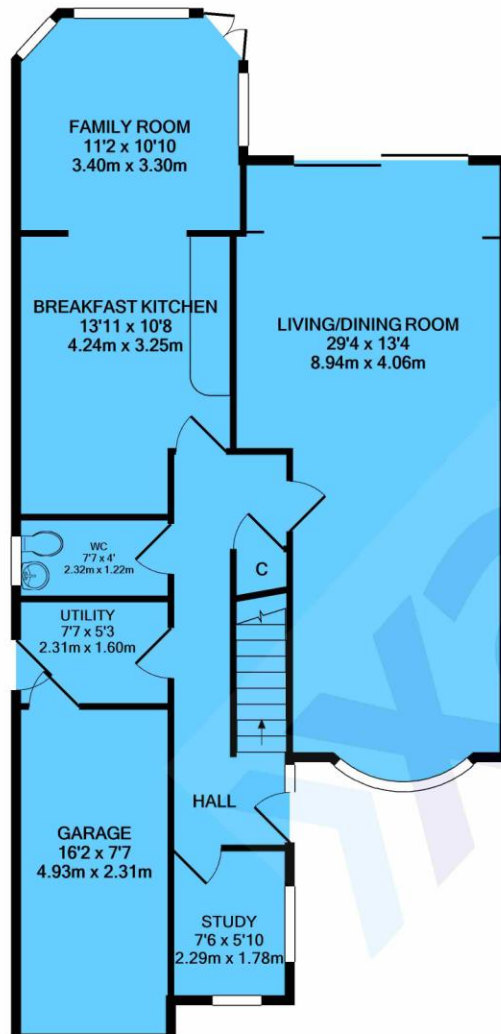 FAMILY ROOM
11'2 x 10'10
3.40m x 3.30m
BREAKFAST KITCHEN
13'11 x 10'8
4.24m x 3.25m
LIVING/DINING ROOM
29'4 x 13'4
8.94m x 4.06m
WC
7'7 x 4'
2.32m x 1.22m
C
UTILITY
7'7 x 5'3
2.31m x 1.60m
HALL
GARAGE
16'2 x 7'7
4.93m x 2.31m
STUDY
7'6 x 5'10
2.29m x 1.78m